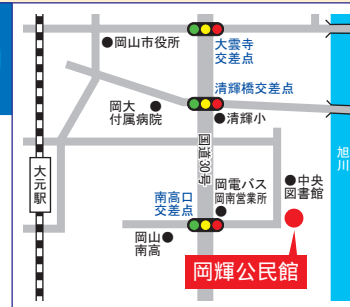 岡山市役所
大雲寺
交差点
清輝橋交差点
岡大
付属病院
清輝小
国道30号
旭川
大元駅
岡電バス
岡南営業所
中央
図書館
南高口
交差点
岡山
南高
岡輝公民館